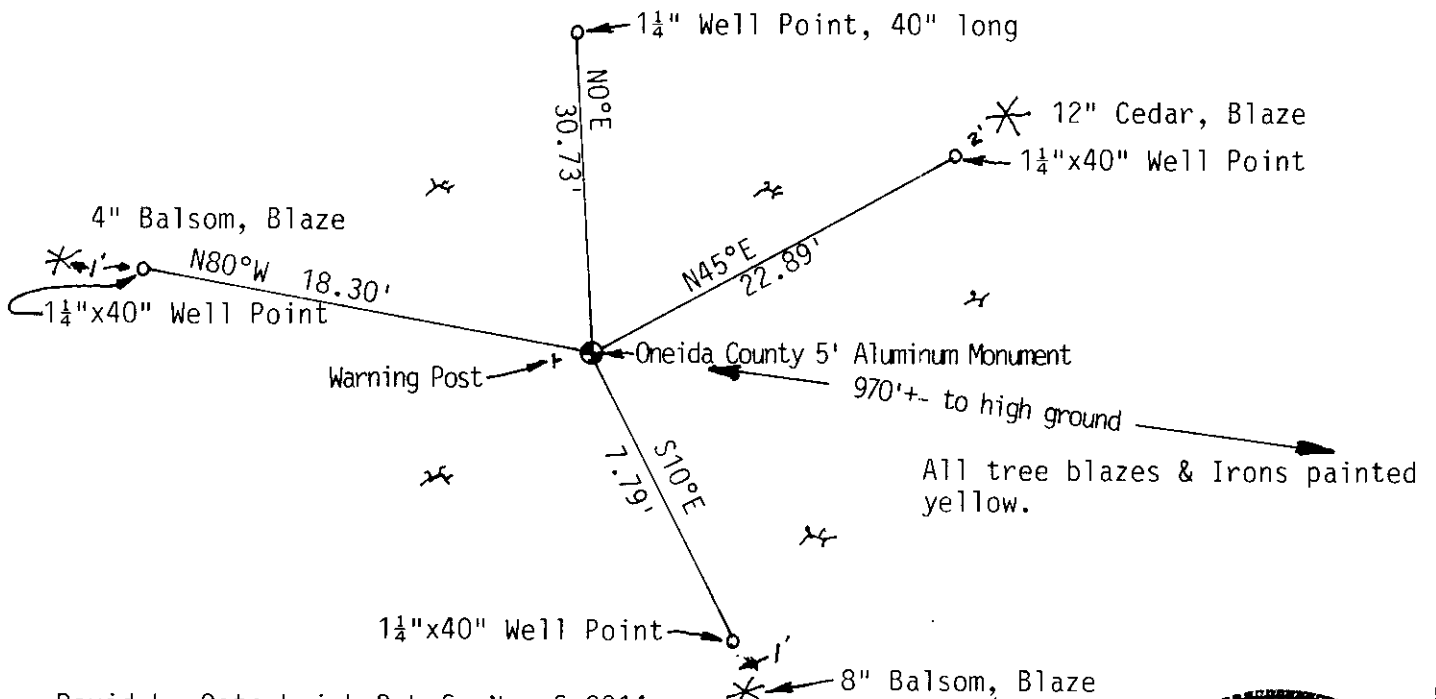 1¼" Well Point, 40" long
N0°E
30.73'
12" Cedar, Blaze
2'
1¼"x40" Well Point
4" Balsom, Blaze
1'
N80°W 18.30'
1¼"x40" Well Point
N45°E
22.89'
Oneida County 5' Aluminum Monument
Warning Post
970'+- to high ground
S10°E
7.79'
All tree blazes & Irons painted
yellow.
1¼"x40" Well Point
1'
8" Balsom, Blaze